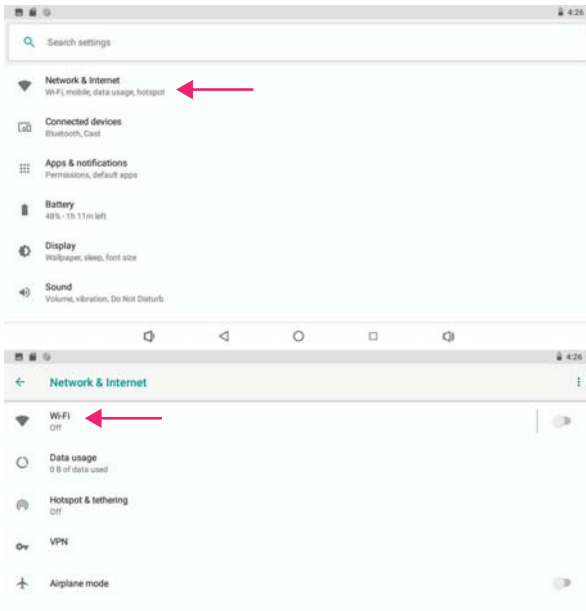 4:26
Search settings
Network & Internet
Wi-Fi, mobile, data usage, hotspot
Connected devices
Bluetooth, Cast
Apps & notifications
Permissions, default apps
Battery
48% - 1h 11m left
Display
Wallpaper, sleep, font size
Sound
Volume, vibration, Do Not Disturb
4:26
Network & Internet
Wi-Fi
Off
Data usage
0 B of data used
Hotspot & tethering
Off
VPN
Airplane mode